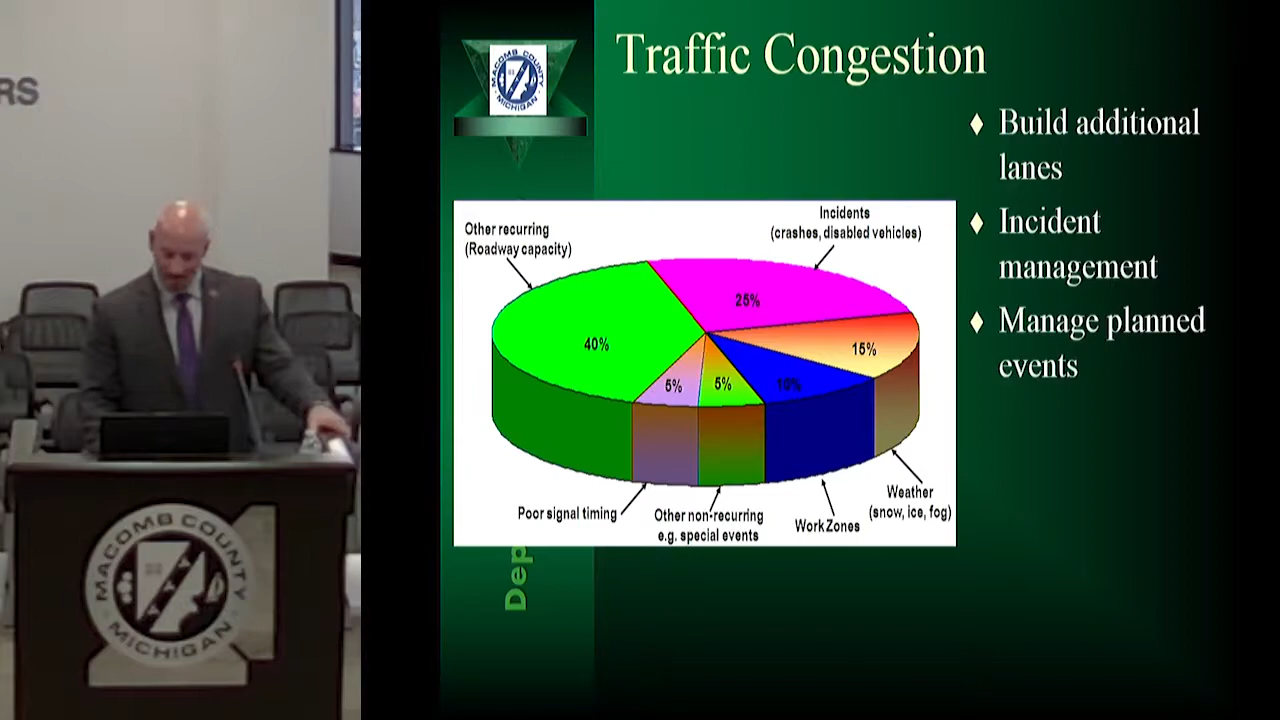 RS
MACOMB COUNTY
MICHIGAN
MACOMB COUNTY
MICHIGAN
Traffic Congestion
Build additional
lanes
Incident
management
Manage planned
events
Other recurring
(Roadway capacity)
Incidents
(crashes, disabled vehicles)
25%
40%
15%
5%
5%
10%
Poor signal timing
Other non-recurring
e.g. special events
Work Zones
Weather
(snow, ice, fog)
Dep